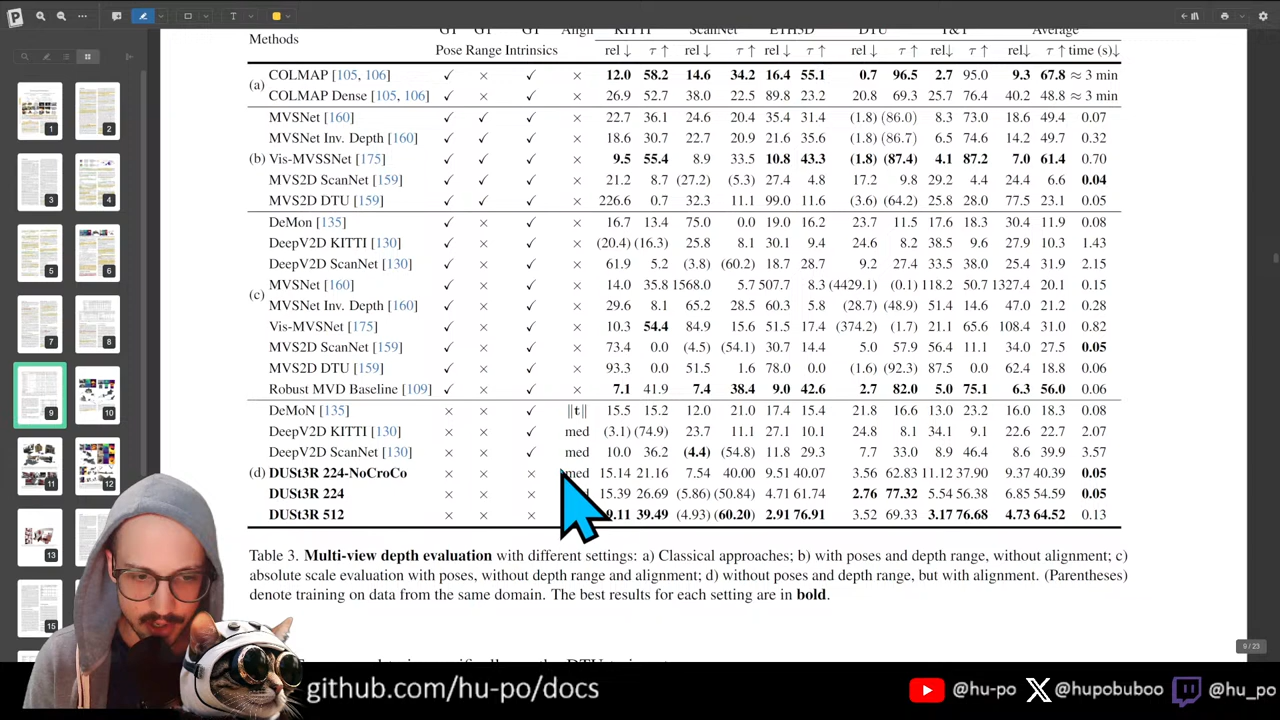 GT GT GT Align KITTI ScanNet ETH3D DTU T&T Average
Methods
Pose Range Intrinsics rel ↓ τ ↑ rel ↓ τ ↑ rel ↓ τ ↑ rel ↓ τ ↑ rel↓ τ ↑ rel↓ τ ↑ time (s)↓
(a) COLMAP [105, 106] ✓ × ✓ × 12.0 58.2 14.6 34.2 16.4 55.1 0.7 96.5 2.7 95.0 9.3 67.8 ≈ 3 min
COLMAP Dense [105, 106] ✓ × ✓ × 26.9 52.7 38.0 22.5 89.8 23.2 20.8 69.3 25.7 76.4 40.2 48.8 ≈ 3 min
MVSNet [160] ✓ ✓ ✓ × 22.7 36.1 24.6 20.4 35.4 31.4 (1.8) (86.0) 8.3 73.0 18.6 49.4 0.07
MVSNet Inv. Depth [160] ✓ ✓ ✓ × 18.6 30.7 22.7 20.9 21.6 35.6 (1.8) (86.7) 6.5 74.6 14.2 49.7 0.32
(b) Vis-MVSSNet [175] ✓ ✓ ✓ × 9.5 55.4 8.9 33.5 10.8 43.3 (1.8) (87.4) 4.1 87.2 7.0 61.4 0.70
MVS2D ScanNet [159] ✓ ✓ ✓ × 21.2 8.7 (27.2) (5.3) 27.4 4.8 17.2 9.8 29.2 4.4 24.4 6.6 0.04
MVS2D DTU [159] ✓ ✓ ✓ × 226.6 0.7 32.3 11.1 99.0 11.6 (3.6) (64.2) 25.8 28.0 77.5 23.1 0.05
DeMon [135] ✓ × ✓ × 16.7 13.4 75.0 0.0 19.0 16.2 23.7 11.5 17.6 18.3 30.4 11.9 0.08
DeepV2D KITTI [130] ✓ × ✓ × (20.4) (16.3) 25.8 8.1 30.1 9.4 24.6 8.2 38.5 9.6 27.9 10.3 1.43
DeepV2D ScanNet [130] ✓ × ✓ × 61.9 5.2 (3.8) (60.2) 18.7 28.7 9.2 27.4 33.5 38.0 25.4 31.9 2.15
(c) MVSNet [160] ✓ × ✓ × 14.0 35.8 1568.0 5.7 507.7 8.3 (4429.1) (0.1) 118.2 50.7 1327.4 20.1 0.15
MVSNet Inv. Depth [160] ✓ × ✓ × 29.6 8.1 65.2 28.5 60.3 5.8 (28.7) (48.9) 51.4 14.6 47.0 21.2 0.28
Vis-MVSNet [175] ✓ × ✓ × 10.3 54.4 84.9 15.6 51.5 17.4 (374.2) (1.7) 21.1 65.6 108.4 31.0 0.82
MVS2D ScanNet [159] ✓ × ✓ × 73.4 0.0 (4.5) (54.1) 30.7 14.4 5.0 57.9 56.4 11.1 34.0 27.5 0.05
MVS2D DTU [159] ✓ × ✓ × 93.3 0.0 51.5 1.6 78.0 0.0 (1.6) (92.3) 87.5 0.0 62.4 18.8 0.06
Robust MVD Baseline [109] ✓ × ✓ × 7.1 41.9 7.4 38.4 9.0 42.6 2.7 82.0 5.0 75.1 6.3 56.0 0.06
DeMoN [135] × × ✓ ‖t‖ 15.5 15.2 12.0 21.0 17.4 15.4 21.8 16.6 13.0 23.2 16.0 18.3 0.08
DeepV2D KITTI [130] × × ✓ med (3.1) (74.9) 23.7 11.1 27.1 10.1 24.8 8.1 34.1 9.1 22.6 22.7 2.07
DeepV2D ScanNet [130] × × ✓ med 10.0 36.2 (4.4) (54.8) 11.8 29.3 7.7 33.0 8.9 46.4 8.6 39.9 3.57
(d) DUSt3R 224-NoCroCo × × × med 15.14 21.16 7.54 40.00 9.51 40.07 3.56 62.83 11.12 37.90 9.37 40.39 0.05
DUSt3R 224 × × × 15.39 26.69 (5.86) (50.84) 4.71 61.74 2.76 77.32 5.54 56.38 6.85 54.59 0.05
DUSt3R 512 × × × 9.11 39.49 (4.93) (60.20) 2.91 76.91 3.52 69.33 3.17 76.68 4.73 64.52 0.13
Table 3. Multi-view depth evaluation with different settings: a) Classical approaches; b) with poses and depth range, without alignment; c)
absolute scale evaluation with poses, without depth range and alignment; d) without poses and depth range, but with alignment. (Parentheses)
denote training on data from the same domain. The best results for each setting are in bold.
1
2
3
4
5
6
7
8
9
10
11
12
13
15
9 / 23
github.com/hu-po/docs
@hu-po
@hupobuboo
@hu_po